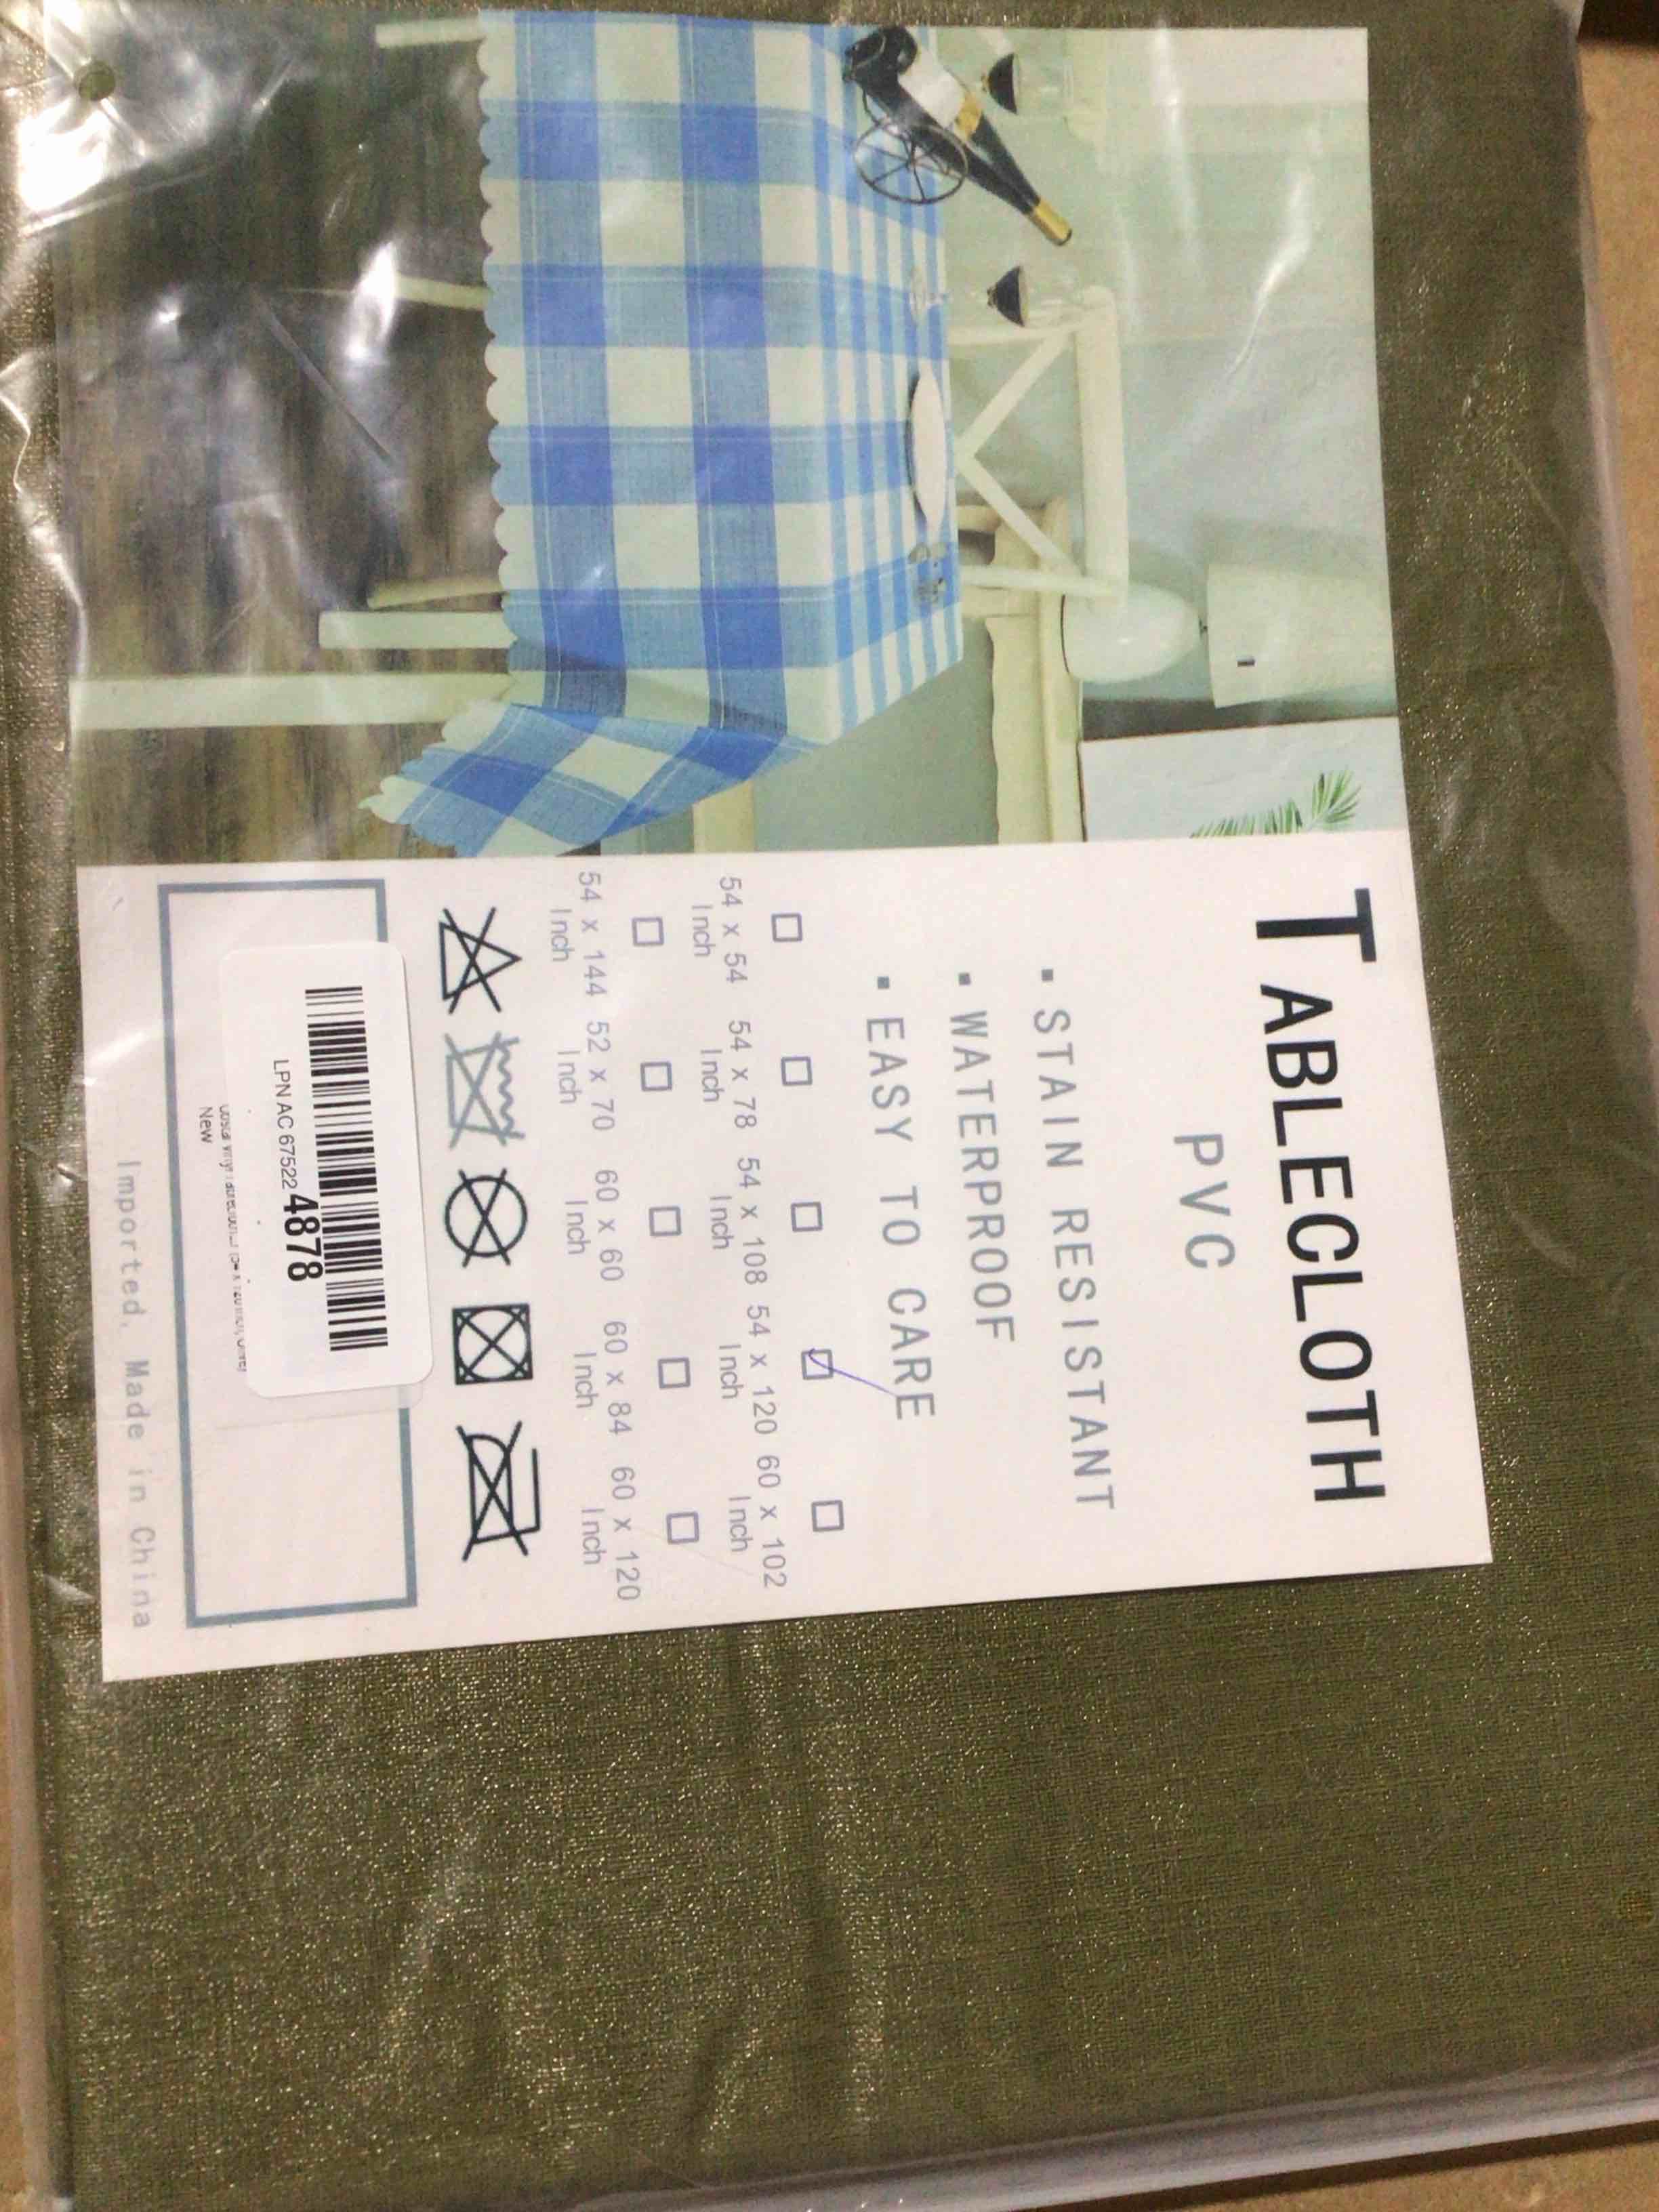 TABLECLOTH
PVC
▪ STAIN RESISTANT
▪ WATERPROOF
▪ EASY TO CARE
54 x 54 54 x 78 54 x 108 54 x 120 60 x 102
Inch Inch Inch Inch Inch
54 x 144 52 x 70 60 x 60 60 x 84 60 x 120
Inch Inch Inch Inch Inch
LPN AC 67522 4878
New
Imported, Made in China